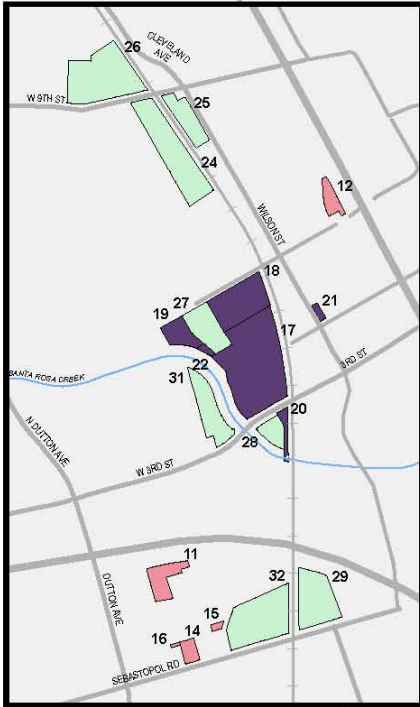 26
CLEVELAND
AVE
W 9TH ST
25
24
12
WILSON ST
18
27
19
21
17
22
3RD ST
SANTA ROSA CREEK
31
20
28
N DUTTON AVE
W 3RD ST
11
32
29
DUTTON AVE
15
16
14
SEBASTOPOL RD